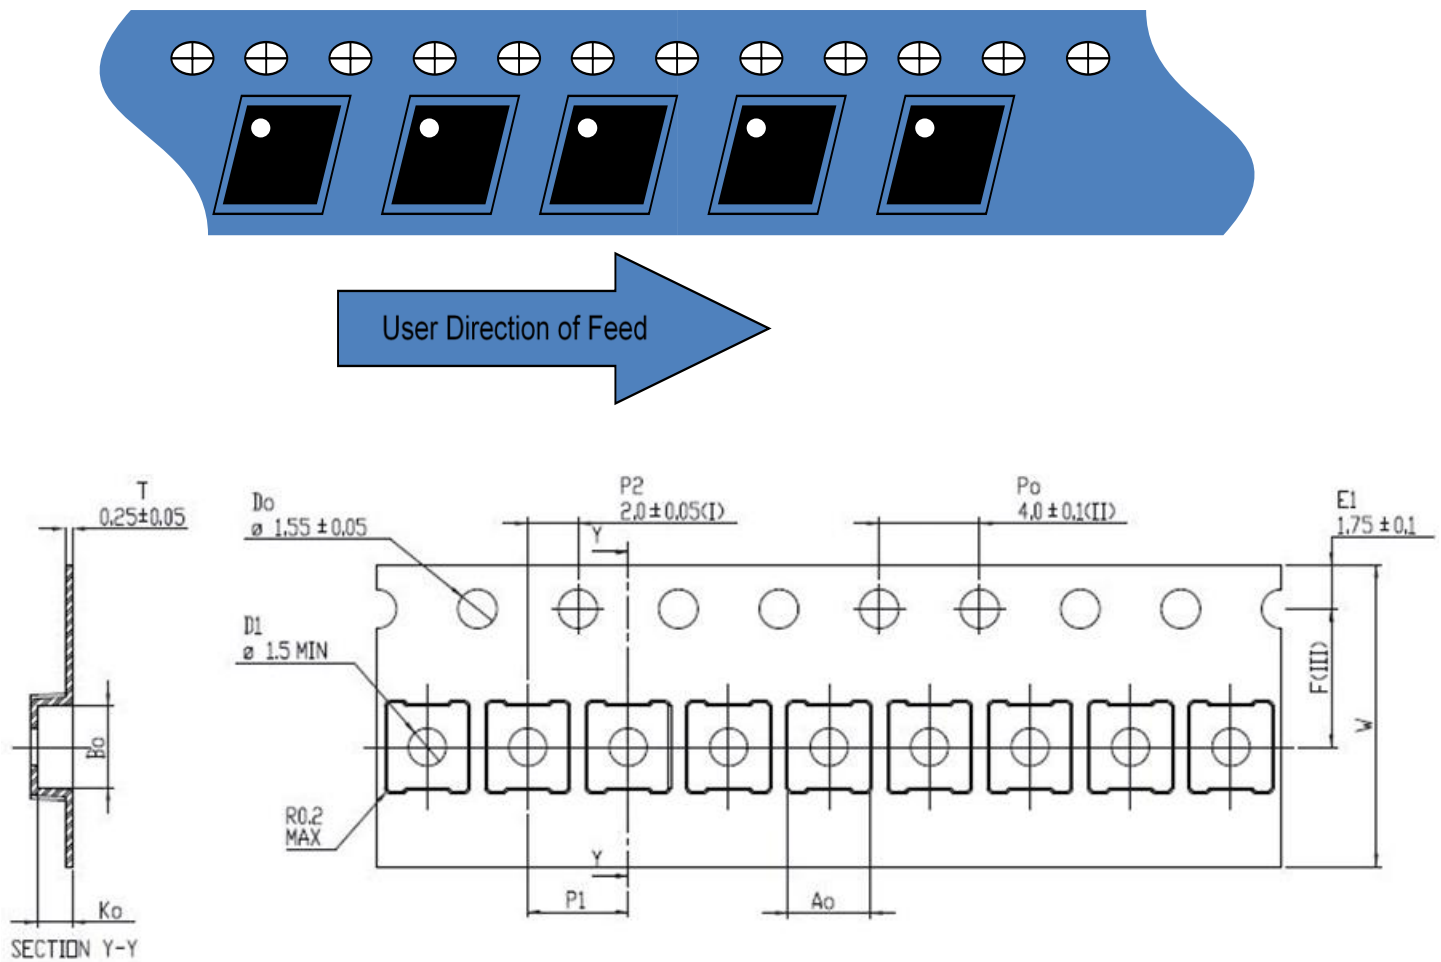 User Direction of Feed
T
0.25±0.05
Do
ø 1.55 ±0.05
P2
2.0±0.05(I)
Po
4.0 ±0.1(II)
E1
1.75 ±0.1
Y
D1
ø 1.5 MIN
F(III)
W
Bo
R0.2
MAX
Y
P1
Ao
Ko
SECTION Y-Y